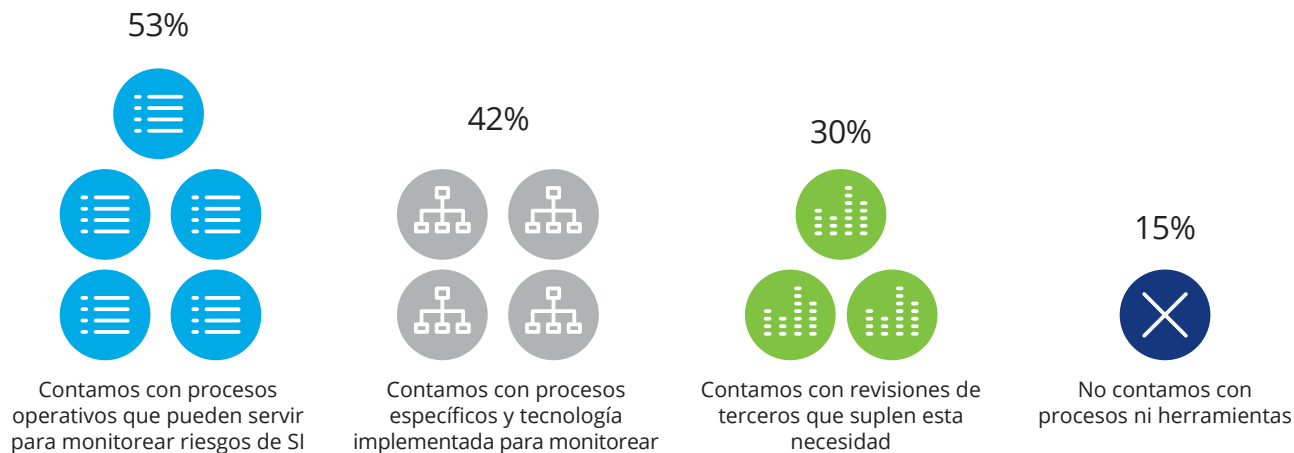 53%
Contamos con procesos
operativos que pueden servir
para monitorear riesgos de SI
42%
Contamos con procesos
específicos y tecnología
implementada para monitorear
30%
Contamos con revisiones de
terceros que suplen esta
necesidad
15%
No contamos con
procesos ni herramientas